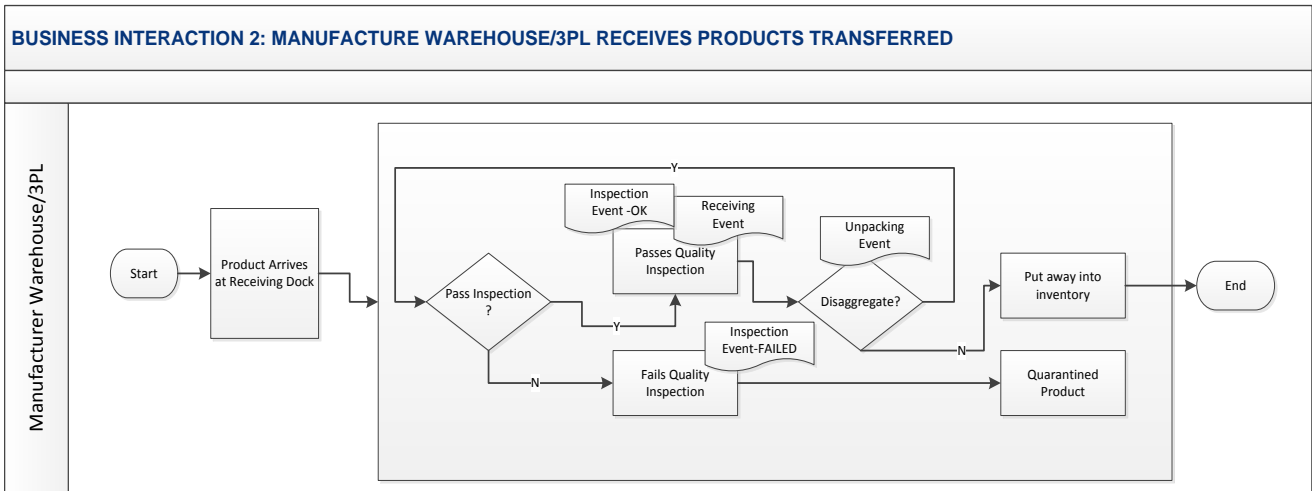 BUSINESS INTERACTION 2: MANUFACTURE WAREHOUSE/3PL RECEIVES PRODUCTS TRANSFERRED
Manufacturer Warehouse/3PL
Start
Product Arrives
at Receiving Dock
Y
Inspection
Event -OK
Receiving
Event
Passes Quality
Inspection
Pass Inspection
?
Y
N
Unpacking
Event
Disaggregate?
N
Inspection
Event-FAILED
Fails Quality
Inspection
Put away into
inventory
Quarantined
Product
End